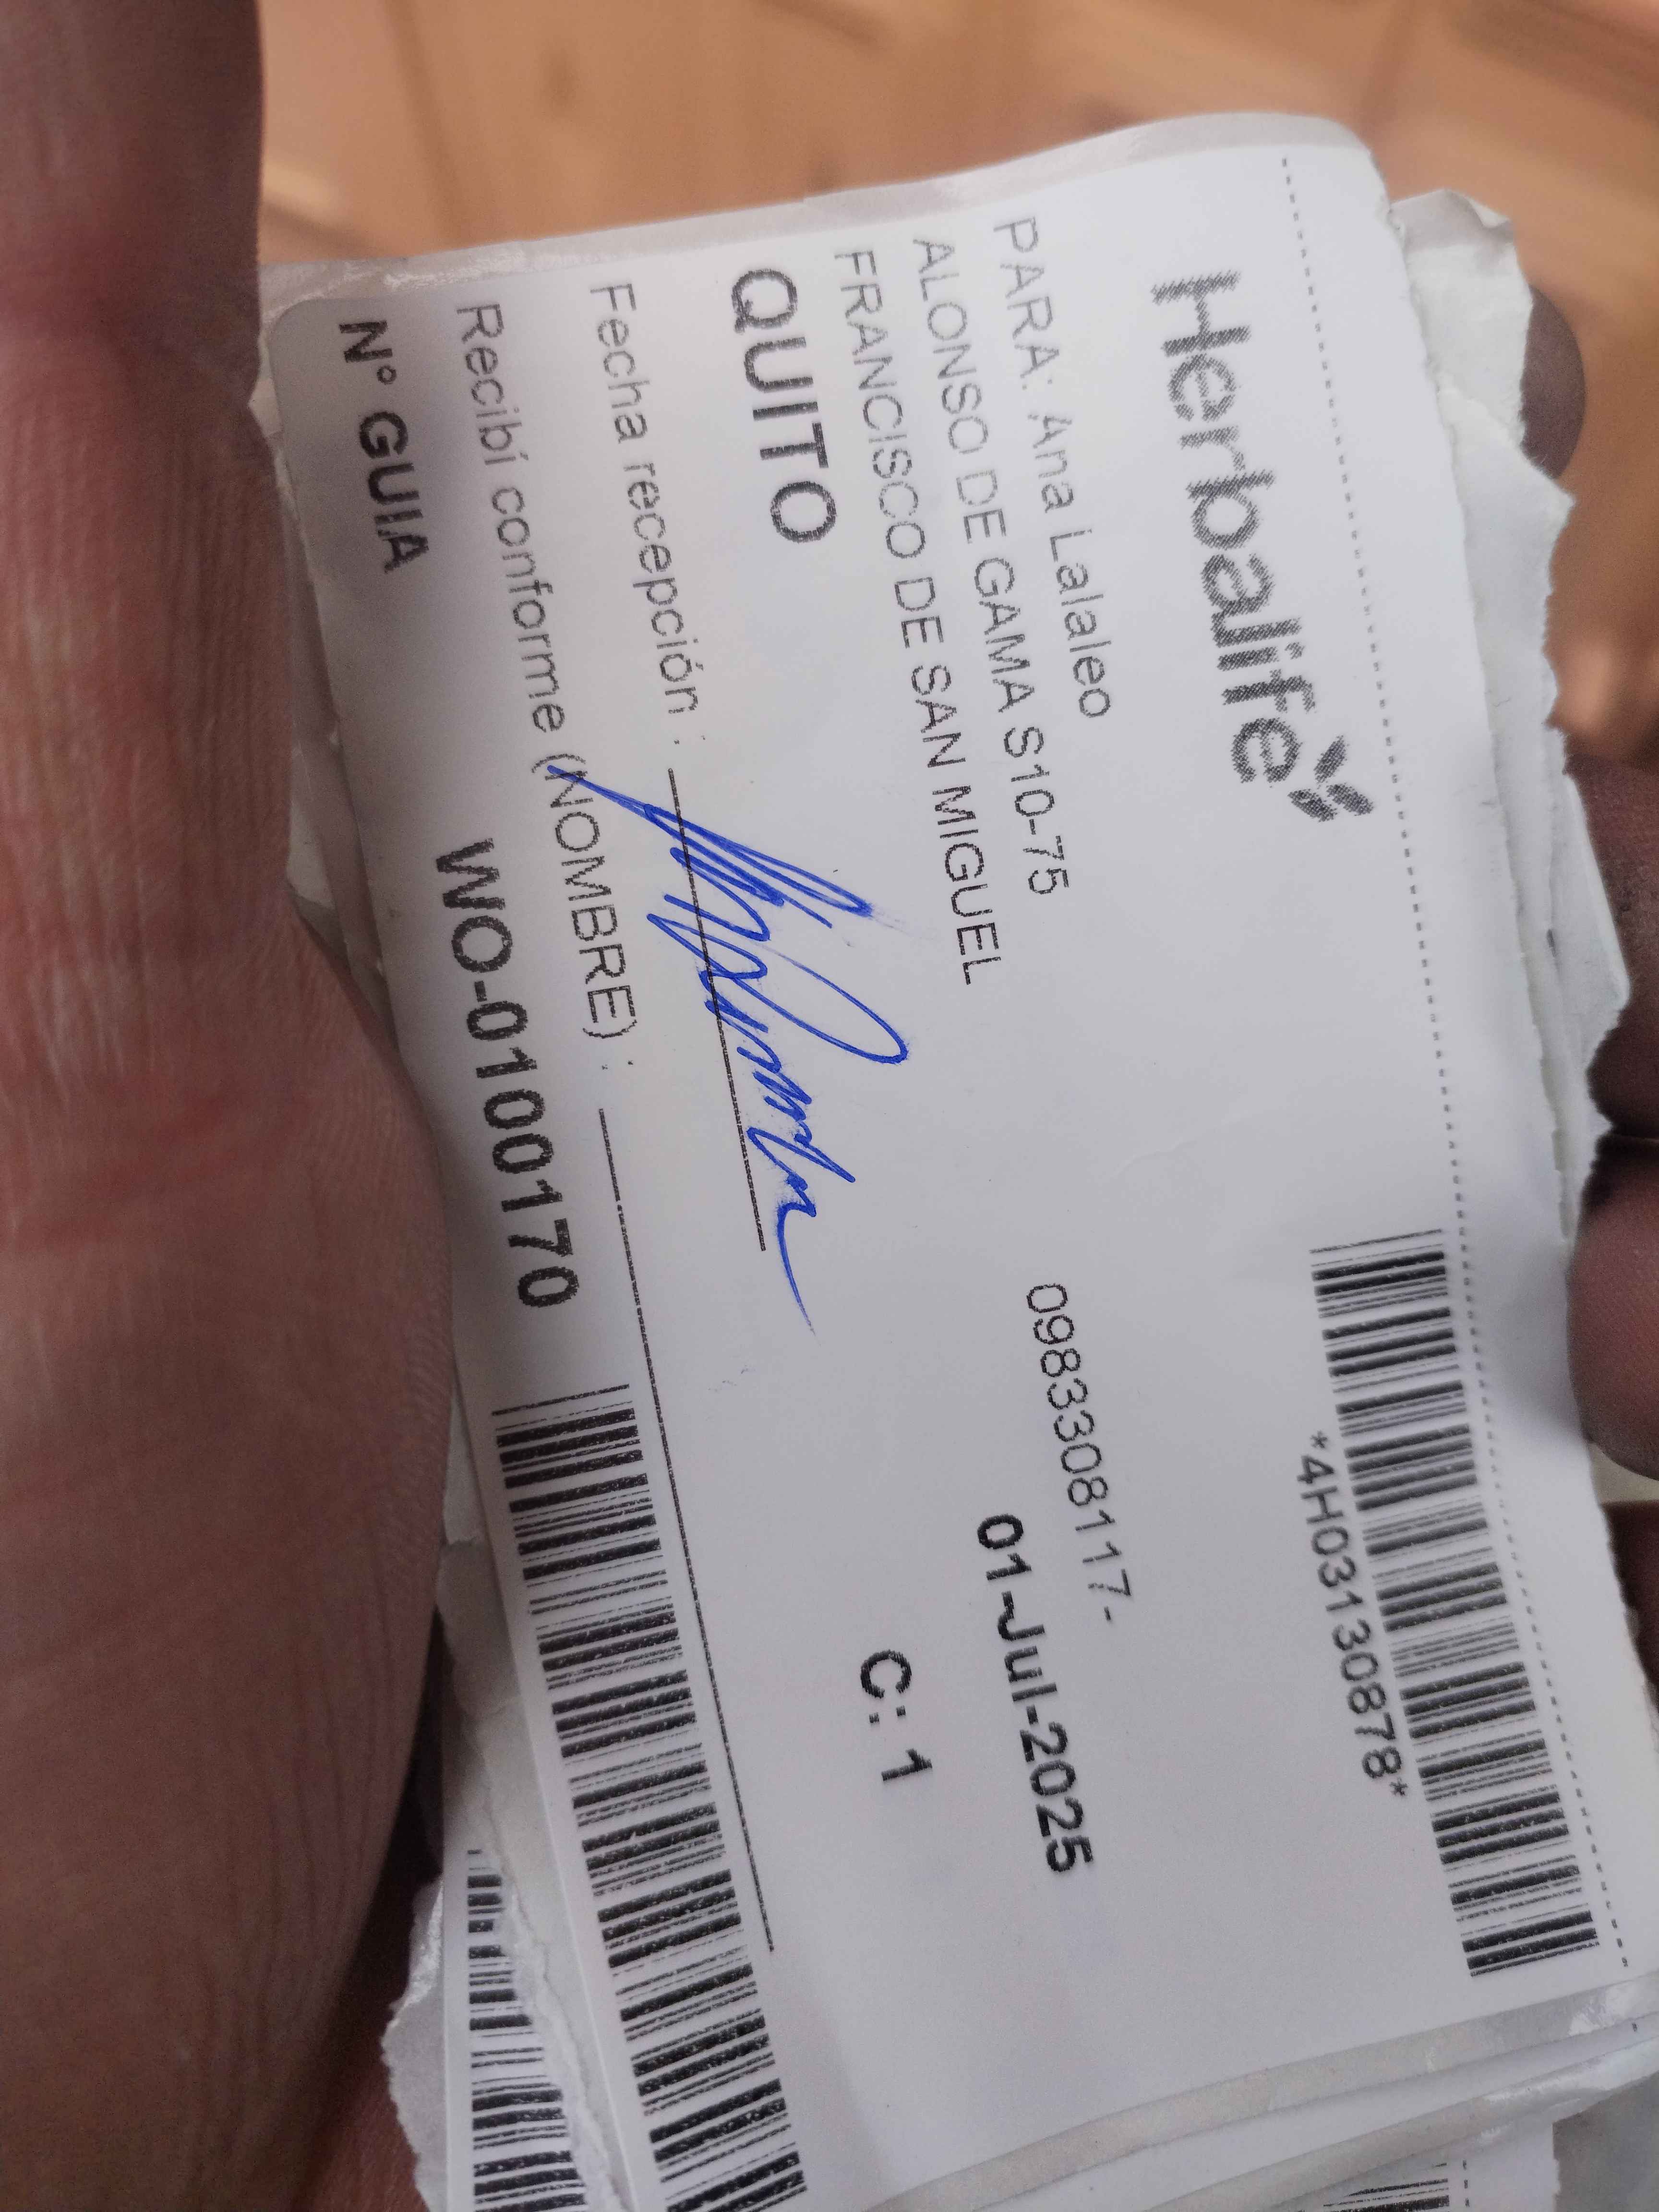 Herbalife
*4H03130878*
PARA: Ana Lalaleo
0983308117-
ALONSO DE GAMA S10-75
01-Jul-2025
FRANCISCO DE SAN MIGUEL
QUITO
C: 1
Fecha recepción :
Recibí conforme (NOMBRE) :
N° GUIA
WO-0100170